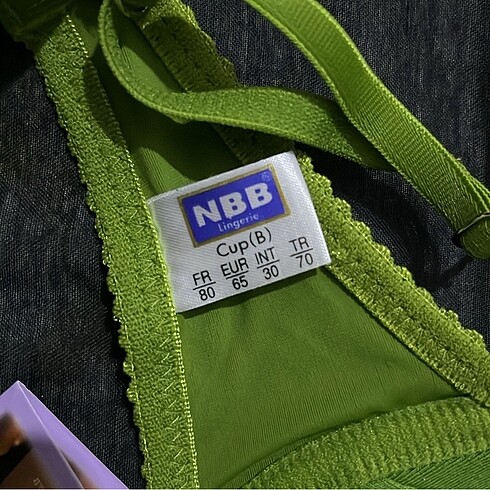 NBB®
Lingerie
Cup(B)
FR EUR INT TR
80 65 30 70